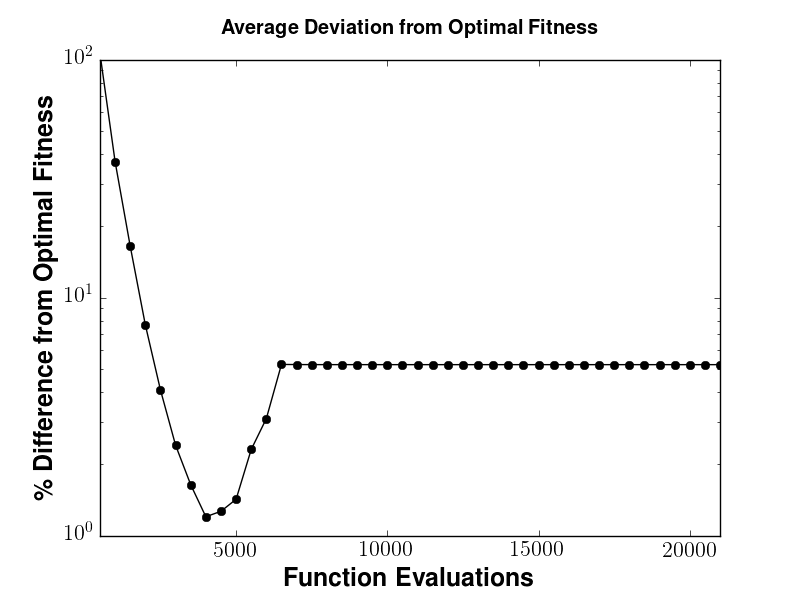 Average Deviation from Optimal Fitness
% Difference from Optimal Fitness
10^2
10^1
10^0
5000 10000 15000 20000
Function Evaluations